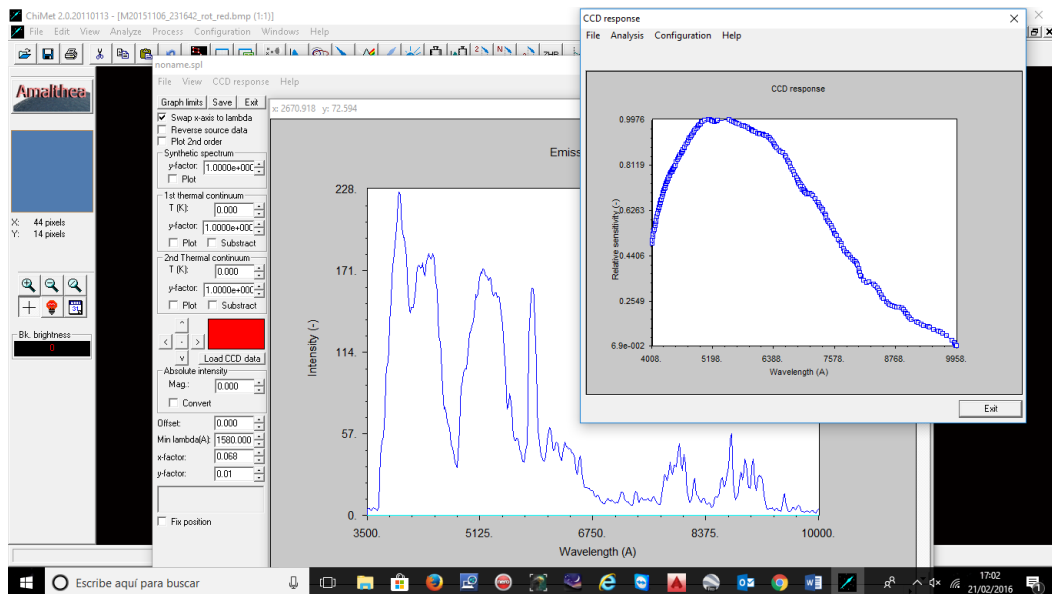 ChiMet 2.0.20110113 - [M20151106_231642_rot_red.bmp (1:1)]
File Edit View Analyze Process Configuration Windows Help
Amalthea
X: 44 pixels
Y: 14 pixels
Bk. brightness
0
noname.spl
File View CCD response Help
Graph limits Save Exit
Swap x-axis to lambda
Reverse source data
Plot 2nd order
Synthetic spectrum
y-factor: 1.0000e+00
Plot
1st thermal continuum
T (K): 0.000
y-factor: 1.0000e+00
Plot Substract
2nd Thermal continuum
T (K): 0.000
y-factor: 1.0000e+00
Plot Substract
Load CCD data
Absolute intensity
Mag.: 0.000
Convert
Offset: 0.000
Min lambda(A): 1580.000
x-factor: 0.068
y-factor: 0.01
Fix position
x: 2670.918 y: 72.594
Emiss
228.
171.
114.
57.
0.
Intensity (-)
3500. 5125. 6750. 8375. 10000.
Wavelength (A)
CCD response
File Analysis Configuration Help
CCD response
0.9976
0.8119
0.6263
0.4406
0.2549
6.9e-002
Relative sensitivity (-)
4008. 5198. 6388. 7578. 8768. 9958.
Wavelength (A)
Exit
Escribe aquí para buscar
17:02
21/02/2016